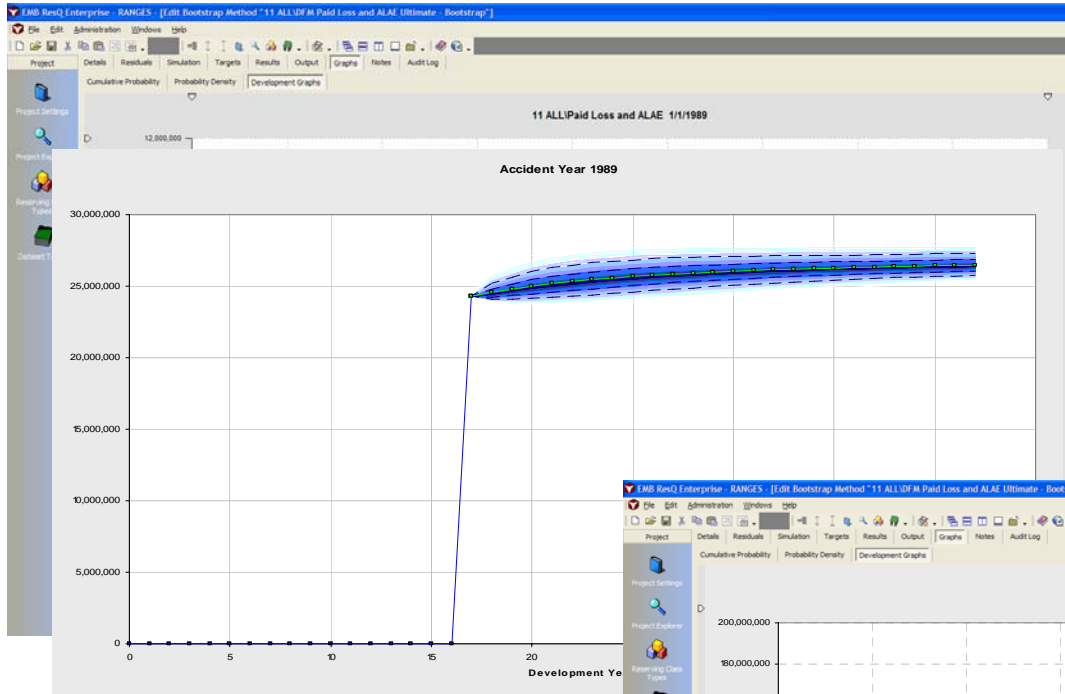 EMB ResQ Enterprise - RANGES - [Edit Bootstrap Method "11 ALL\DFM Paid Loss and ALAE Ultimate - Bootstrap"]
File Edit Administration Windows Help
Project Details Residuals Simulation Targets Results Output Graphs Notes Audit Log
Cumulative Probability Probability Density Development Graphs
Project Settings
11 ALL\Paid Loss and ALAE 1/1/1989
12,000,000
Accident Year 1989
30,000,000
25,000,000
20,000,000
15,000,000
10,000,000
5,000,000
0
0 5 10 15 20
Development Ye
EMB ResQ Enterprise - RANGES - [Edit Bootstrap Method "11 ALL\DFM Paid Loss and ALAE Ultimate - Boot
File Edit Administration Windows Help
Project Details Residuals Simulation Targets Results Output Graphs Notes Audit Log
Cumulative Probability Probability Density Development Graphs
Project Settings
Project Explorer
Reserving Class
Types
200,000,000
180,000,000